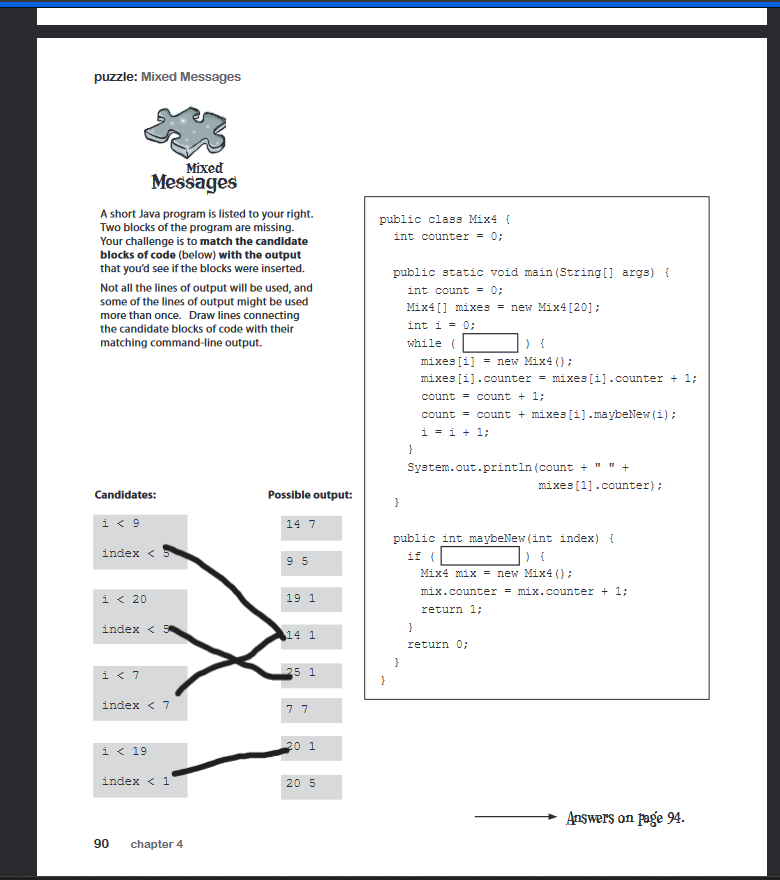 puzzle: Mixed Messages
Mixed
Messages
A short Java program is listed to your right.
Two blocks of the program are missing.
Your challenge is to match the candidate
blocks of code (below) with the output
that you'd see if the blocks were inserted.
Not all the lines of output will be used, and
some of the lines of output might be used
more than once. Draw lines connecting
the candidate blocks of code with their
matching command-line output.
Candidates:
i < 9
index < 5
i < 20
index < 5
i < 7
index < 7
i < 19
index < 1
Possible output:
14 7
9 5
19 1
14 1
25 1
7 7
20 1
20 5
public class Mix4 {
int counter = 0;
public static void main(String[] args) {
int count = 0;
Mix4[] mixes = new Mix4[20];
int i = 0;
while ( ) {
mixes[i] = new Mix4();
mixes[i].counter = mixes[i].counter + 1;
count = count + 1;
count = count + mixes[i].maybeNew(i);
i = i + 1;
}
System.out.println(count + " " +
mixes[1].counter);
}
public int maybeNew(int index) {
if ( ) {
Mix4 mix = new Mix4();
mix.counter = mix.counter + 1;
return 1;
}
return 0;
}
}
Answers on page 94.
90 chapter 4